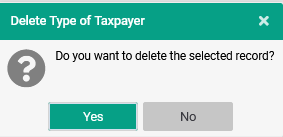 Delete Type of Taxpayer
Do you want to delete the selected record?
Yes No